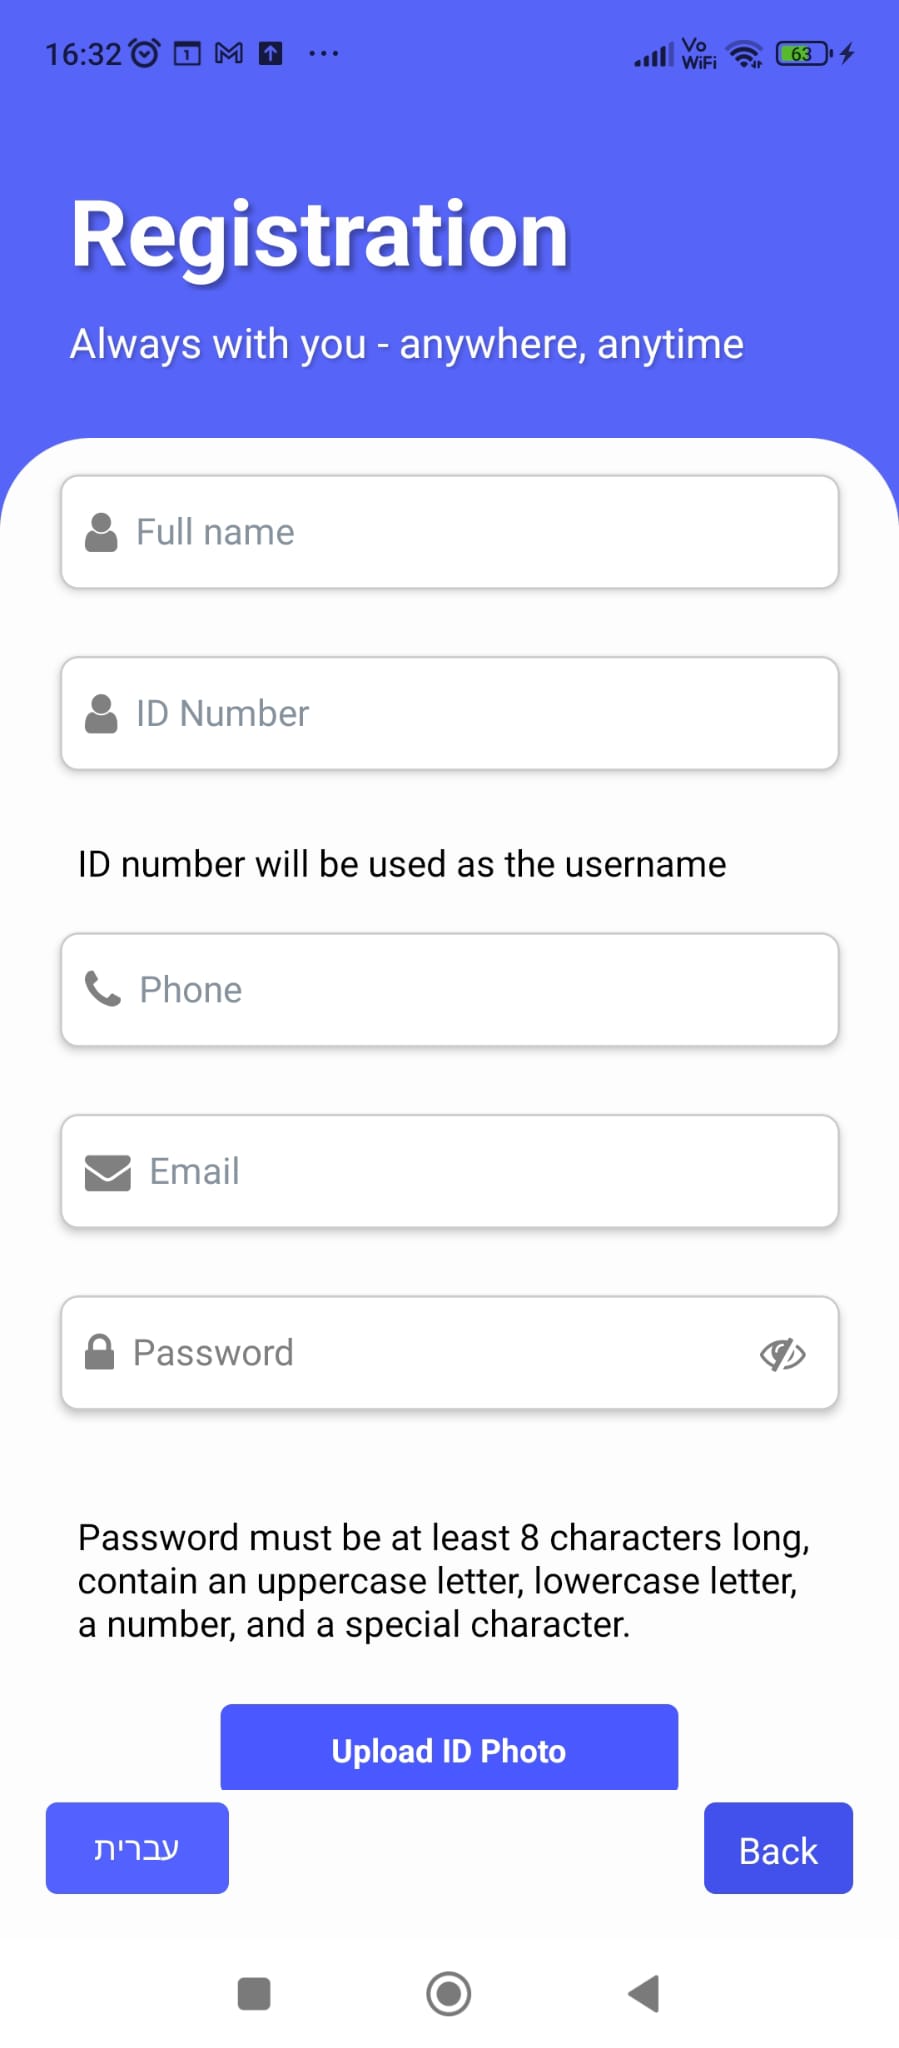 16:32
Vo
WiFi
63
Registration
Always with you - anywhere, anytime
Full name
ID Number
ID number will be used as the username
Phone
Email
Password
Password must be at least 8 characters long,
contain an uppercase letter, lowercase letter,
a number, and a special character.
Upload ID Photo
עברית
Back